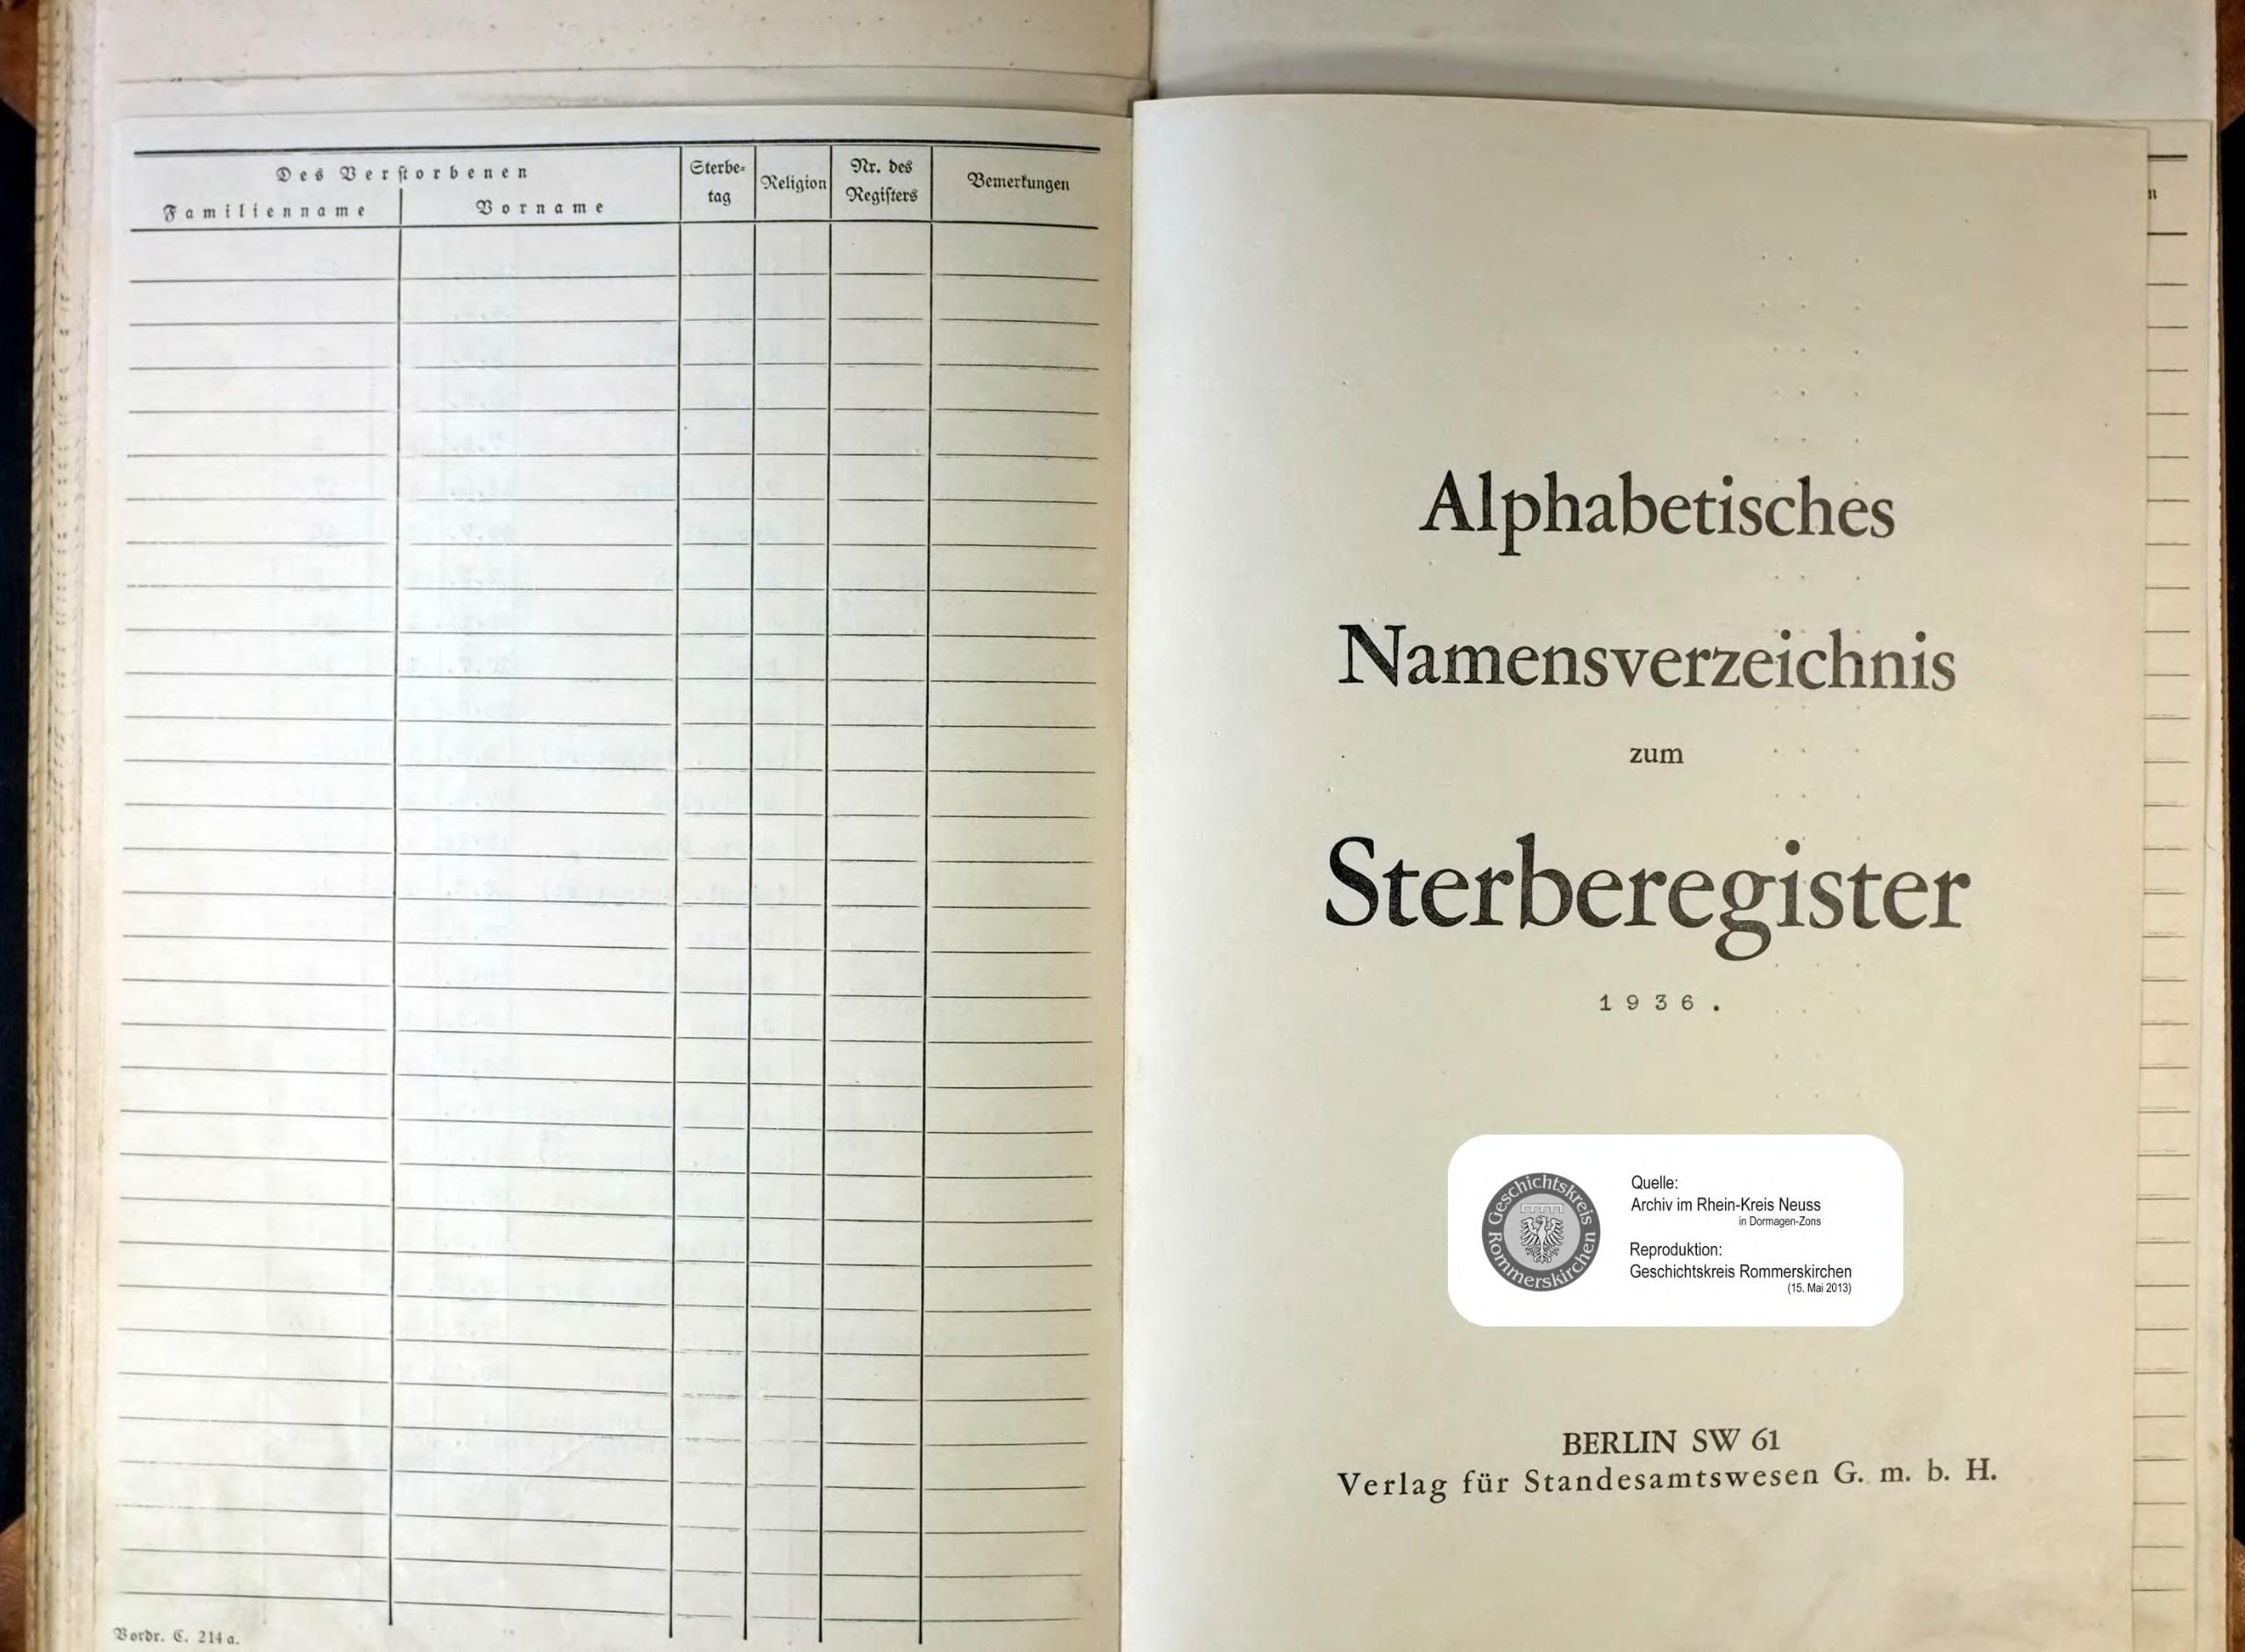 Des Verstorbenen
Familienname
Vorname
Sterbe-
tag
Religion
Nr. des
Registers
Bemerkungen
Vordr. C. 214 a.
Alphabetisches
Namensverzeichnis
zum
Sterberegister
1936.
Geschichtskreis Rommerskirchen
Quelle:
Archiv im Rhein-Kreis Neuss
in Dormagen-Zons
Reproduktion:
Geschichtskreis Rommerskirchen
(15. Mai 2013)
BERLIN SW 61
Verlag für Standesamtswesen G. m. b. H.
n